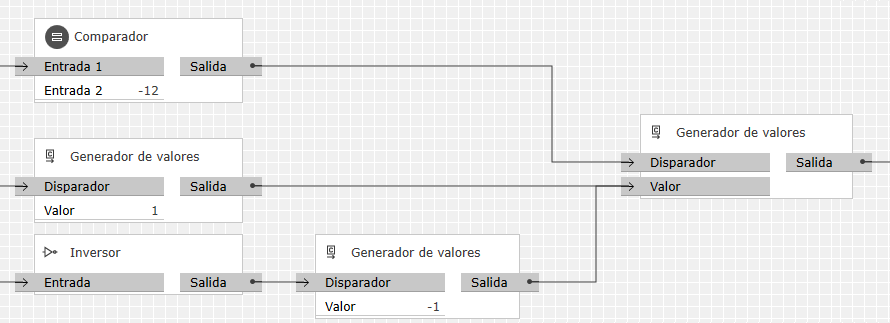 Comparador
Entrada 1 Salida
Entrada 2 -12
Generador de valores
Disparador Salida
Valor 1
Inversor
Entrada Salida
Generador de valores
Disparador Salida
Valor -1
Generador de valores
Disparador Salida
Valor